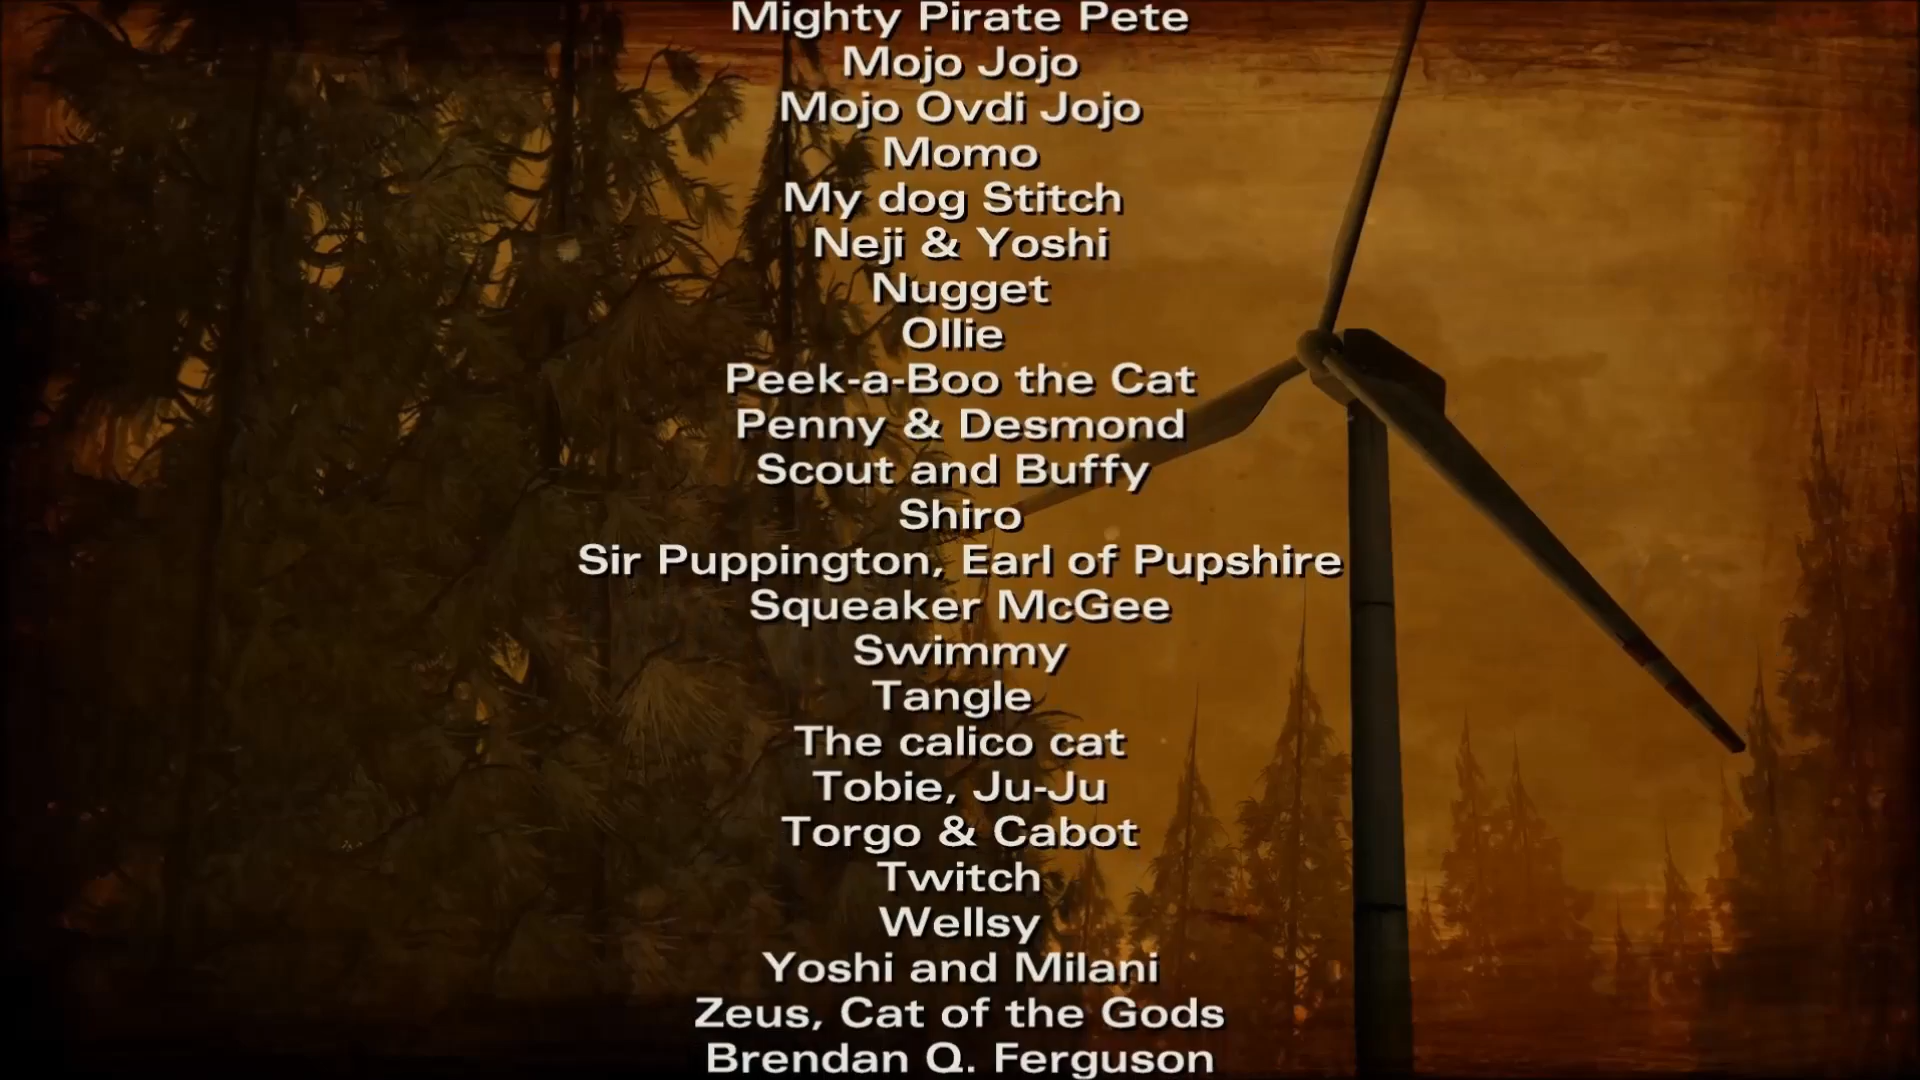 Mighty Pirate Pete
Mojo Jojo
Mojo Ovdi Jojo
Momo
My dog Stitch
Neji & Yoshi
Nugget
Ollie
Peek-a-Boo the Cat
Penny & Desmond
Scout and Buffy
Shiro
Sir Puppington, Earl of Pupshire
Squeaker McGee
Swimmy
Tangle
The calico cat
Tobie, Ju-Ju
Torgo & Cabot
Twitch
Wellsy
Yoshi and Milani
Zeus, Cat of the Gods
Brendan Q. Ferguson